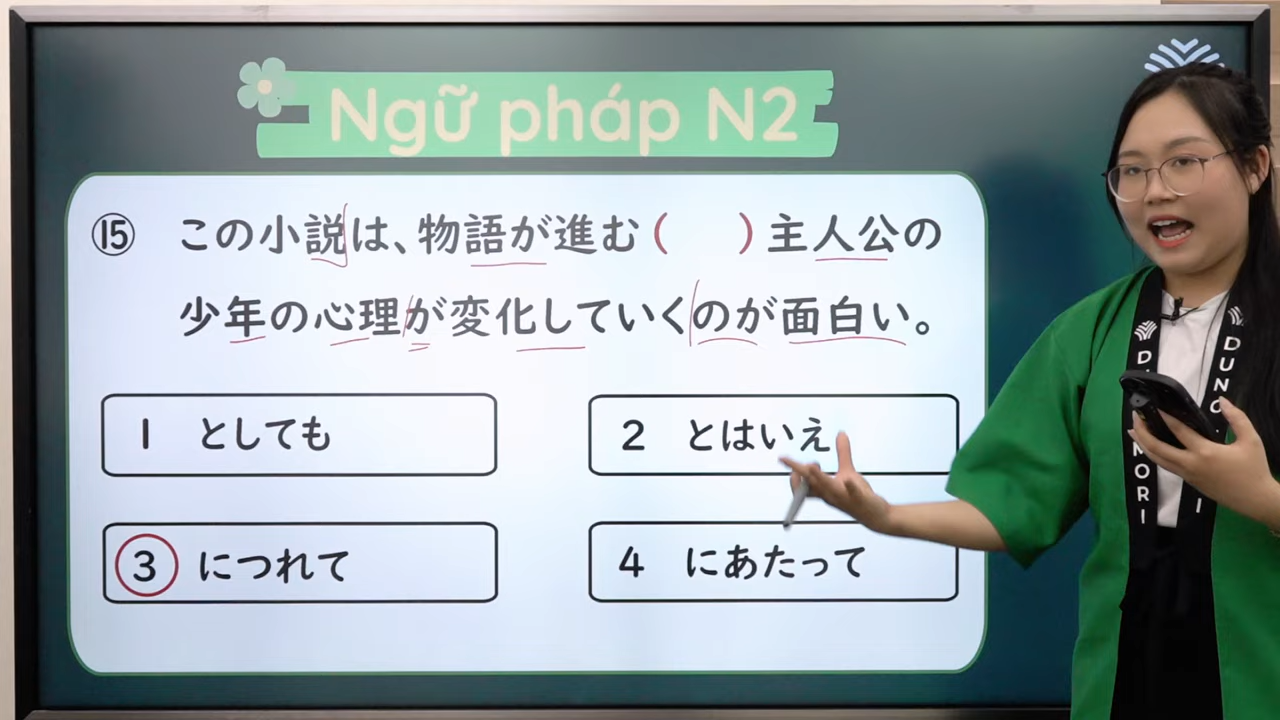 Ngữ pháp N2
⑮ この小説は、物語が進む( )主人公の
少年の心理が変化していくのが面白い。
1 としても
2 とはいえ
3 につれて
4 にあたって